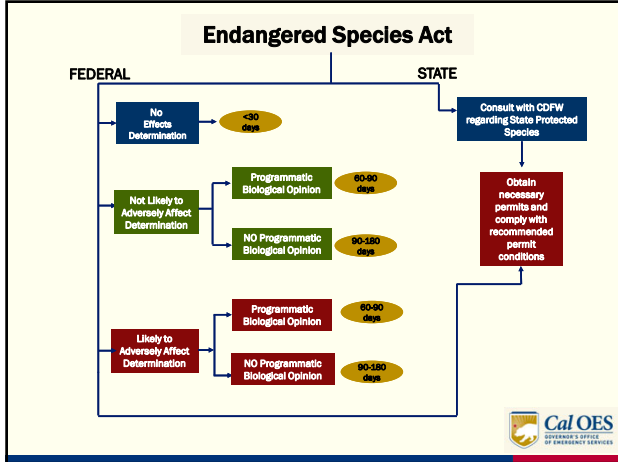 Endangered Species Act
FEDERAL
STATE
No
Effects
Determination
<30
days
Consult with CDFW
regarding State Protected
Species
Not Likely to
Adversely Affect
Determination
Programmatic
Biological Opinion
60-90
days
NO Programmatic
Biological Opinion
90-180
days
Obtain
necessary
permits and
comply with
recommended
permit
conditions
Likely to
Adversely Affect
Determination
Programmatic
Biological Opinion
60-90
days
NO Programmatic
Biological Opinion
90-180
days
Cal OES
GOVERNOR'S OFFICE
OF EMERGENCY SERVICES